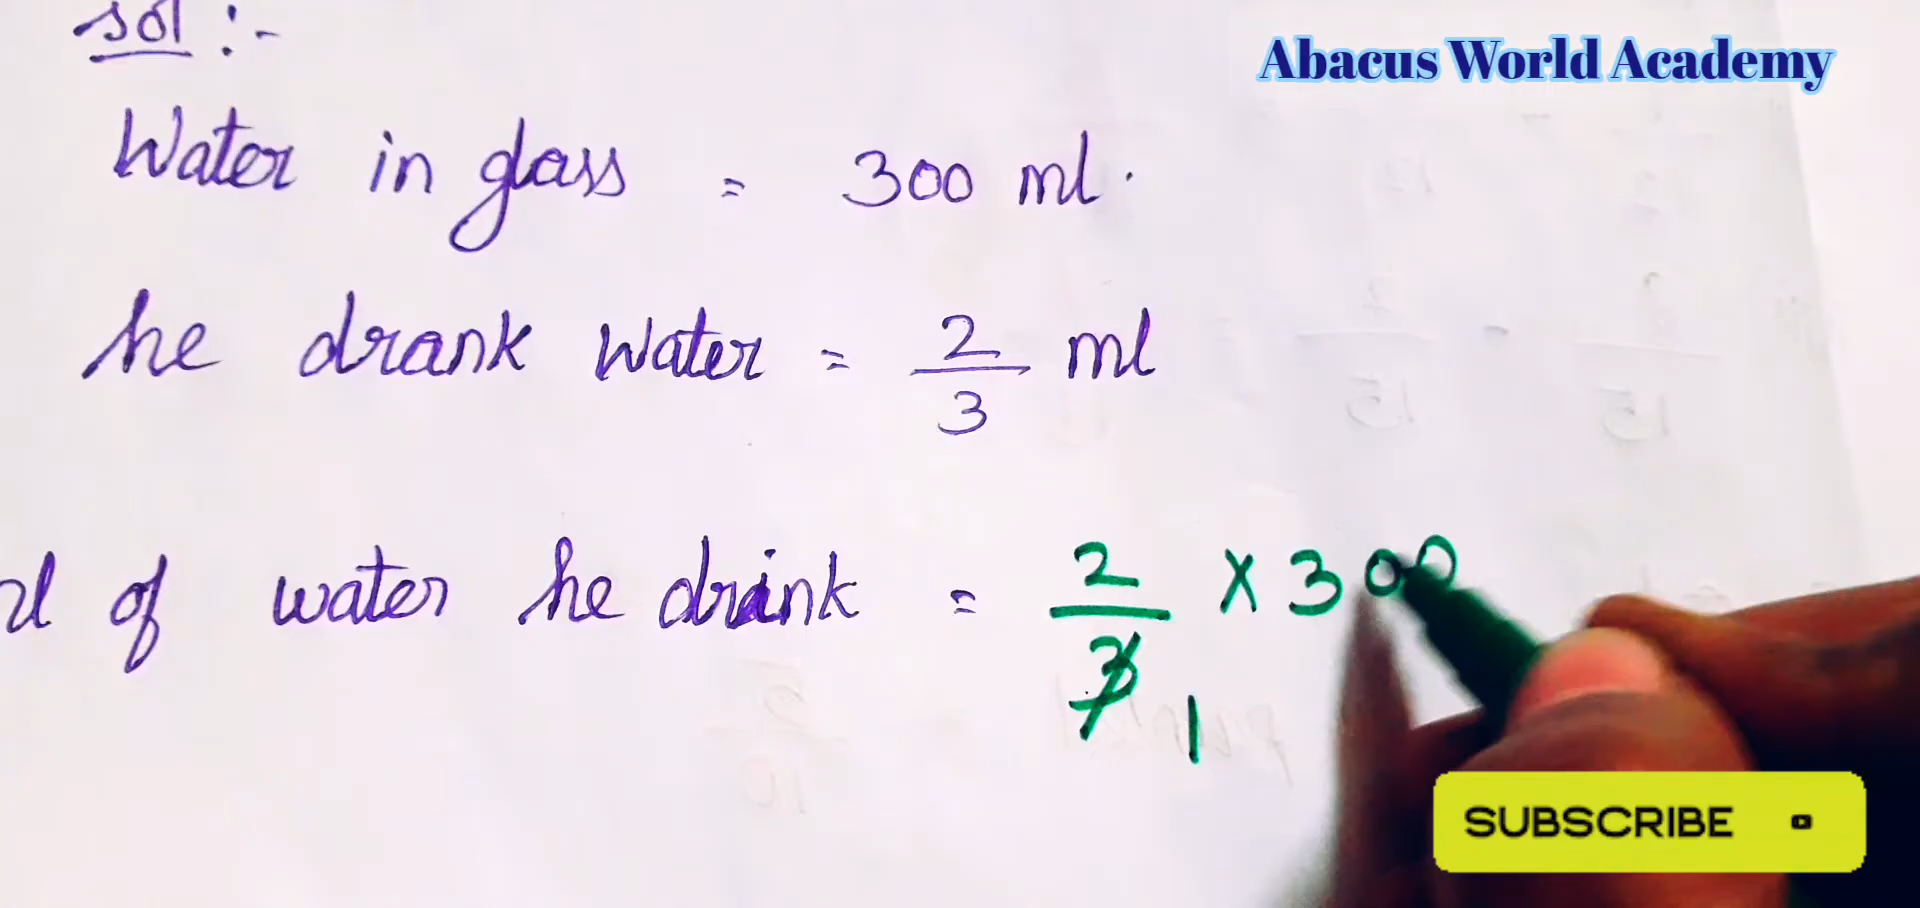 Sol :-
Abacus World Academy
Water in glass = 300 ml.
he drank water = 2/3 ml
of water he drink = 2/3 x 300
1
SUBSCRIBE